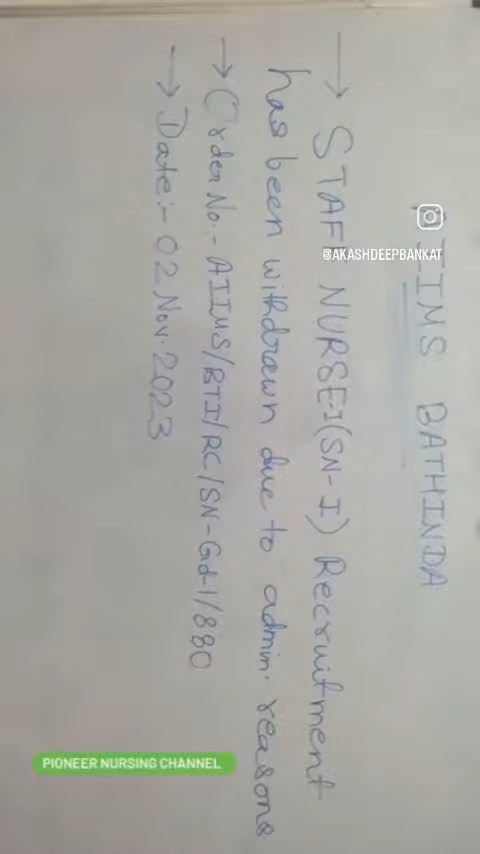 AIIMS BATHINDA
→ STAFF NURSE-I (SN-I) Recruitment
has been withdrawn due to admin. reasons
→ Order No:- AIIMS/BTI/RC/SN-Gd-1/880
→ Date:- 02 Nov. 2023
@AKASHDEEPBANKAT
PIONEER NURSING CHANNEL